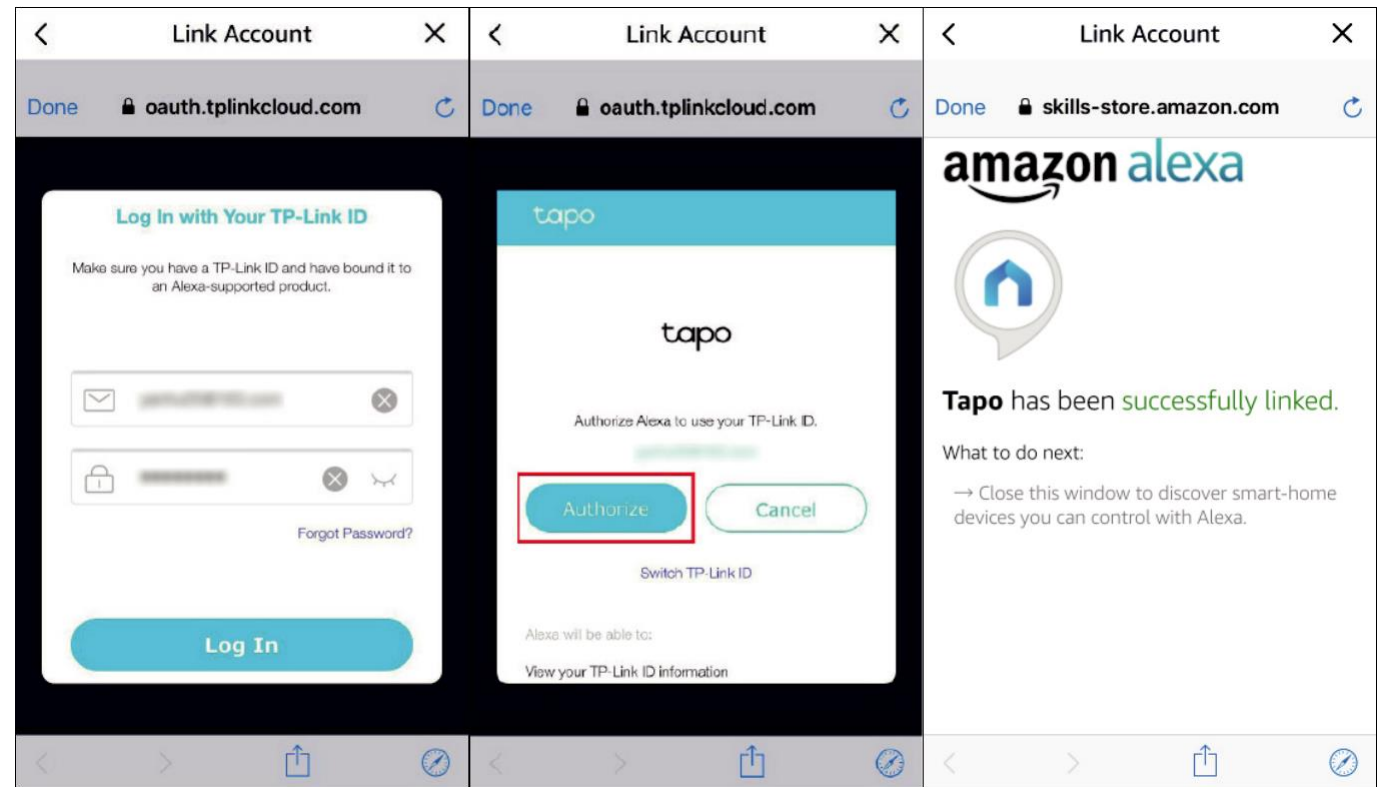 Link Account
Done oauth.tplinkcloud.com
Log In with Your TP-Link ID
Make sure you have a TP-Link ID and have bound it to
an Alexa-supported product.
Forgot Password?
Log In
Link Account
Done oauth.tplinkcloud.com
tapo
tapo
Authorize Alexa to use your TP-Link ID.
Authorize Cancel
Switch TP-Link ID
Alexa will be able to:
View your TP-Link ID information
Link Account
Done skills-store.amazon.com
amazon alexa
Tapo has been successfully linked.
What to do next:
→ Close this window to discover smart-home
devices you can control with Alexa.